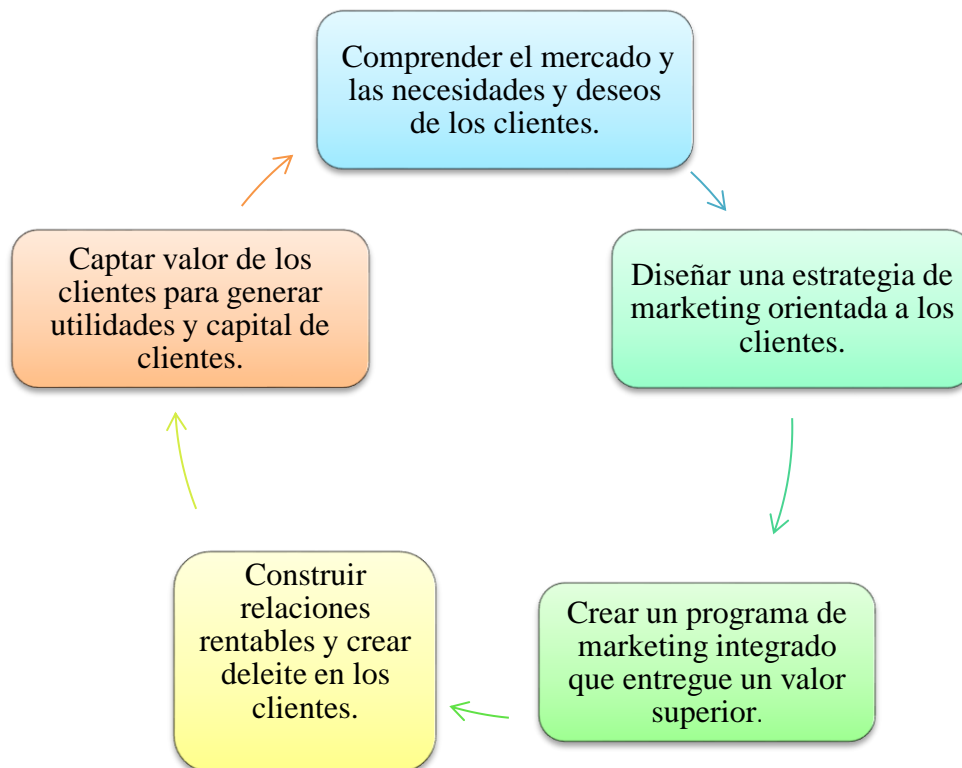 Comprender el mercado y
las necesidades y deseos
de los clientes.
Diseñar una estrategia de
marketing orientada a los
clientes.
Crear un programa de
marketing integrado
que entregue un valor
superior.
Construir
relaciones
rentables y crear
deleite en los
clientes.
Captar valor de los
clientes para generar
utilidades y capital de
clientes.